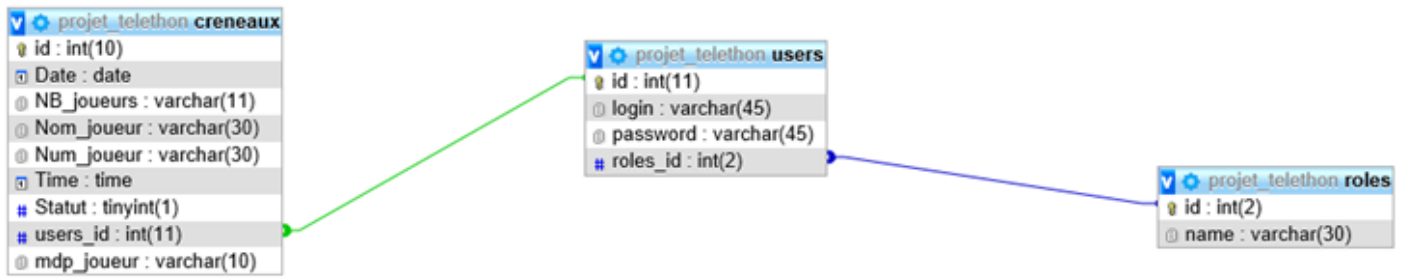 projet_telethon creneaux
id : int(10)
Date : date
NB_joueurs : varchar(11)
Nom_joueur : varchar(30)
Num_joueur : varchar(30)
Time : time
Statut : tinyint(1)
users_id : int(11)
mdp_joueur : varchar(10)
projet_telethon users
id : int(11)
login : varchar(45)
password : varchar(45)
roles_id : int(2)
projet_telethon roles
id : int(2)
name : varchar(30)